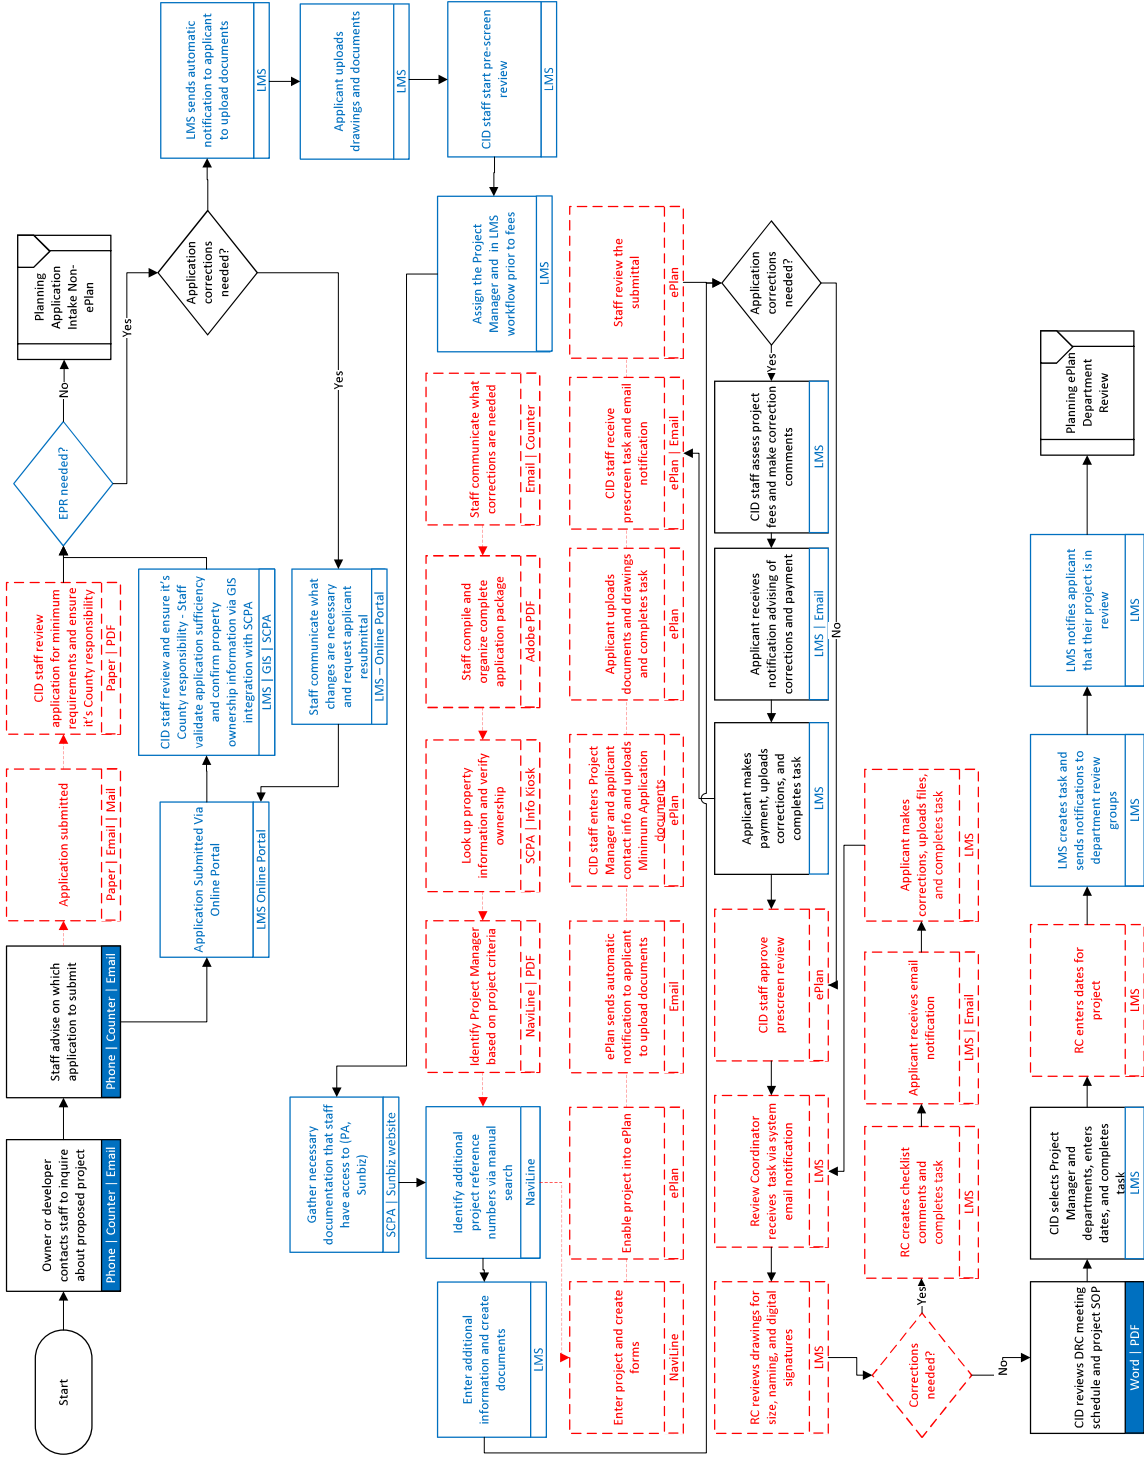 Start
Owner or developer
contacts staff to inquire
about proposed project
Phone | Counter | Email
Staff advise on which
application to submit
Phone | Counter | Email
Application submitted
Paper | Email | Mail
CID staff review
application for minimum
requirements and ensure
it's County responsibility
Paper | PDF
EPR needed?
No
Planning
Application
Intake Non-
ePlan
Yes
Application Submitted Via
Online Portal
LMS Online Portal
CID staff review and ensure it's
County responsibility - Staff
validate application sufficiency
and confirm property
ownership information via GIS
integration with SCPA
LMS | GIS | SCPA
Application
corrections
needed?
Yes
Staff communicate what
changes are necessary
and request applicant
resubmittal
LMS – Online Portal
LMS sends automatic
notification to applicant
to upload documents
LMS
Applicant uploads
drawings and documents
LMS
CID staff start pre-screen
review
LMS
Assign the Project
Manager and  in LMS
workflow prior to fees
LMS
Gather necessary
documentation that staff
have access to (PA,
Sunbiz)
SCPA | Sunbiz website
Identify additional
project reference
numbers via manual
search
NaviLine
Enter additional
information and create
documents
LMS
Staff communicate what
corrections are needed
Email | Counter
Staff compile and
organize complete
application package
Adobe PDF
Look up property
information and verify
ownership
SCPA | Info Kiosk
Identify Project Manager
based on project criteria
NaviLine | PDF
Enter project and create
forms
NaviLine
Enable project into ePlan
ePlan
ePlan sends automatic
notification to applicant
to upload documents
Email
CID staff enters Project
Manager and applicant
contact info and uploads
Minimum Application
documents
ePlan
Applicant uploads
documents and drawings
and completes task
ePlan
CID staff receive
prescreen task and email
notification
ePlan | Email
Staff review the
submittal
ePlan
Application
corrections
needed?
Yes
No
CID staff assess project
fees and make correction
comments
LMS
Applicant receives
notification advising of
corrections and payment
LMS | Email
Applicant makes
payment, uploads
corrections, and
completes task
LMS
CID staff approve
prescreen review
ePlan
Review Coordinator
receives  task via system
email notification
LMS
RC reviews drawings for
size, naming, and digital
signatures
LMS
Corrections
needed?
Yes
No
RC creates checklist
comments and
completes task
LMS
Applicant receives email
notification
LMS | Email
Applicant makes
corrections, uploads files,
and completes task
LMS
CID reviews DRC meeting
schedule and project SOP
Word | PDF
CID selects Project
Manager and
departments, enters
dates, and completes
task
LMS
RC enters dates for
project
LMS
LMS creates task and
sends notifications to
department review
groups
LMS
LMS notifies applicant
that their project is in
review
LMS
Planning ePlan
Department
Review